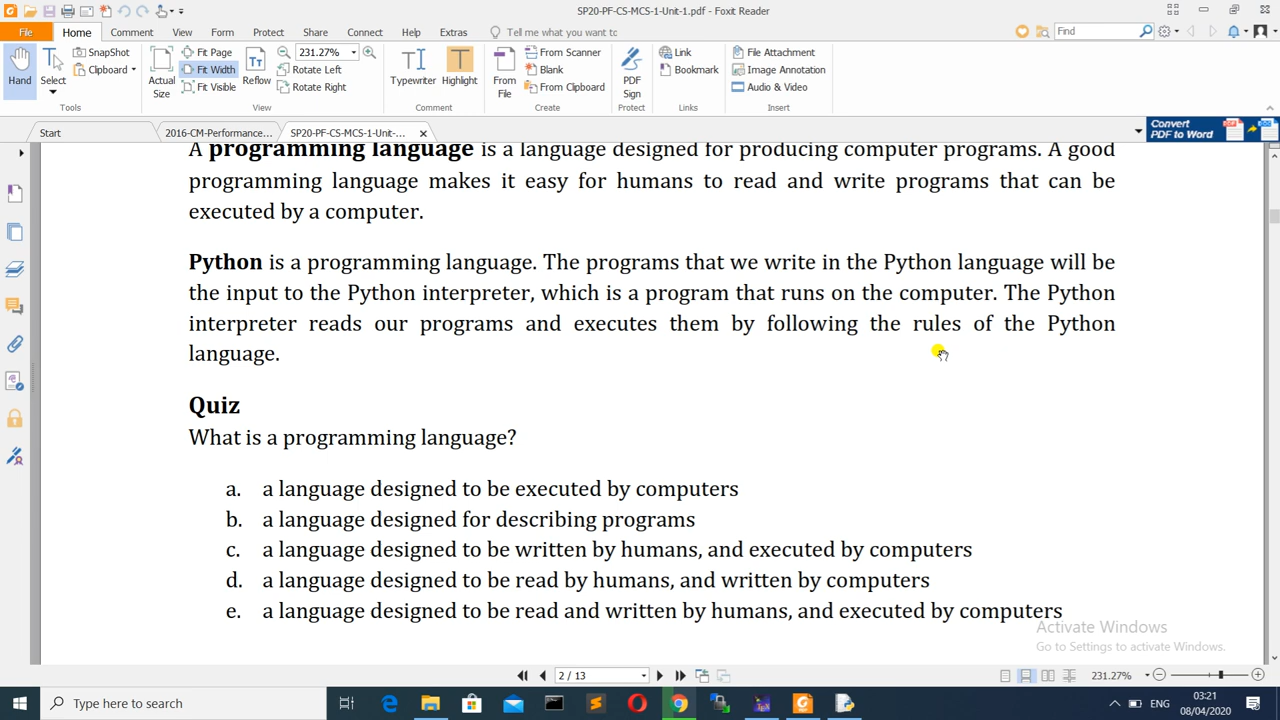 SP20-PF-CS-MCS-1-Unit-1.pdf - Foxit Reader
File Home Comment View Form Protect Share Connect Help Extras Tell me what you want to Find
Hand
Select
SnapShot
Clipboard
Tools
Actual Size
Fit Page
Fit Width
Fit Visible
Reflow
231.27%
Rotate Left
Rotate Right
View
Typewriter
Highlight
Comment
From File
From Scanner
Blank
From Clipboard
Create
PDF Sign
Protect
Link
Bookmark
Links
File Attachment
Image Annotation
Audio & Video
Insert
Start 2016-CM-Performance... SP20-PF-CS-MCS-1-Unit-...
Convert
PDF to Word
A programming language is a language designed for producing computer programs. A good
programming language makes it easy for humans to read and write programs that can be
executed by a computer.
Python is a programming language. The programs that we write in the Python language will be
the input to the Python interpreter, which is a program that runs on the computer. The Python
interpreter reads our programs and executes them by following the rules of the Python
language.
Quiz
What is a programming language?
a. a language designed to be executed by computers
b. a language designed for describing programs
c. a language designed to be written by humans, and executed by computers
d. a language designed to be read by humans, and written by computers
e. a language designed to be read and written by humans, and executed by computers
Activate Windows
Go to Settings to activate Windows.
2 / 13
231.27%
Type here to search
ENG
03:21
08/04/2020